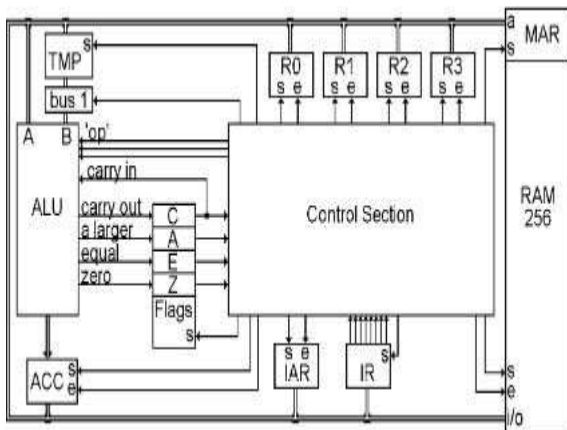 a
MAR
s
s
TMP
R0
R1
R2
R3
s e
s e
s e
s e
bus 1
A
B
'op'
carry in
ALU
carry out
C
a larger
A
equal
E
zero
Z
Flags
s
Control Section
RAM
256
s e
IAR
s
IR
ACC
s
e
s
e
i/o